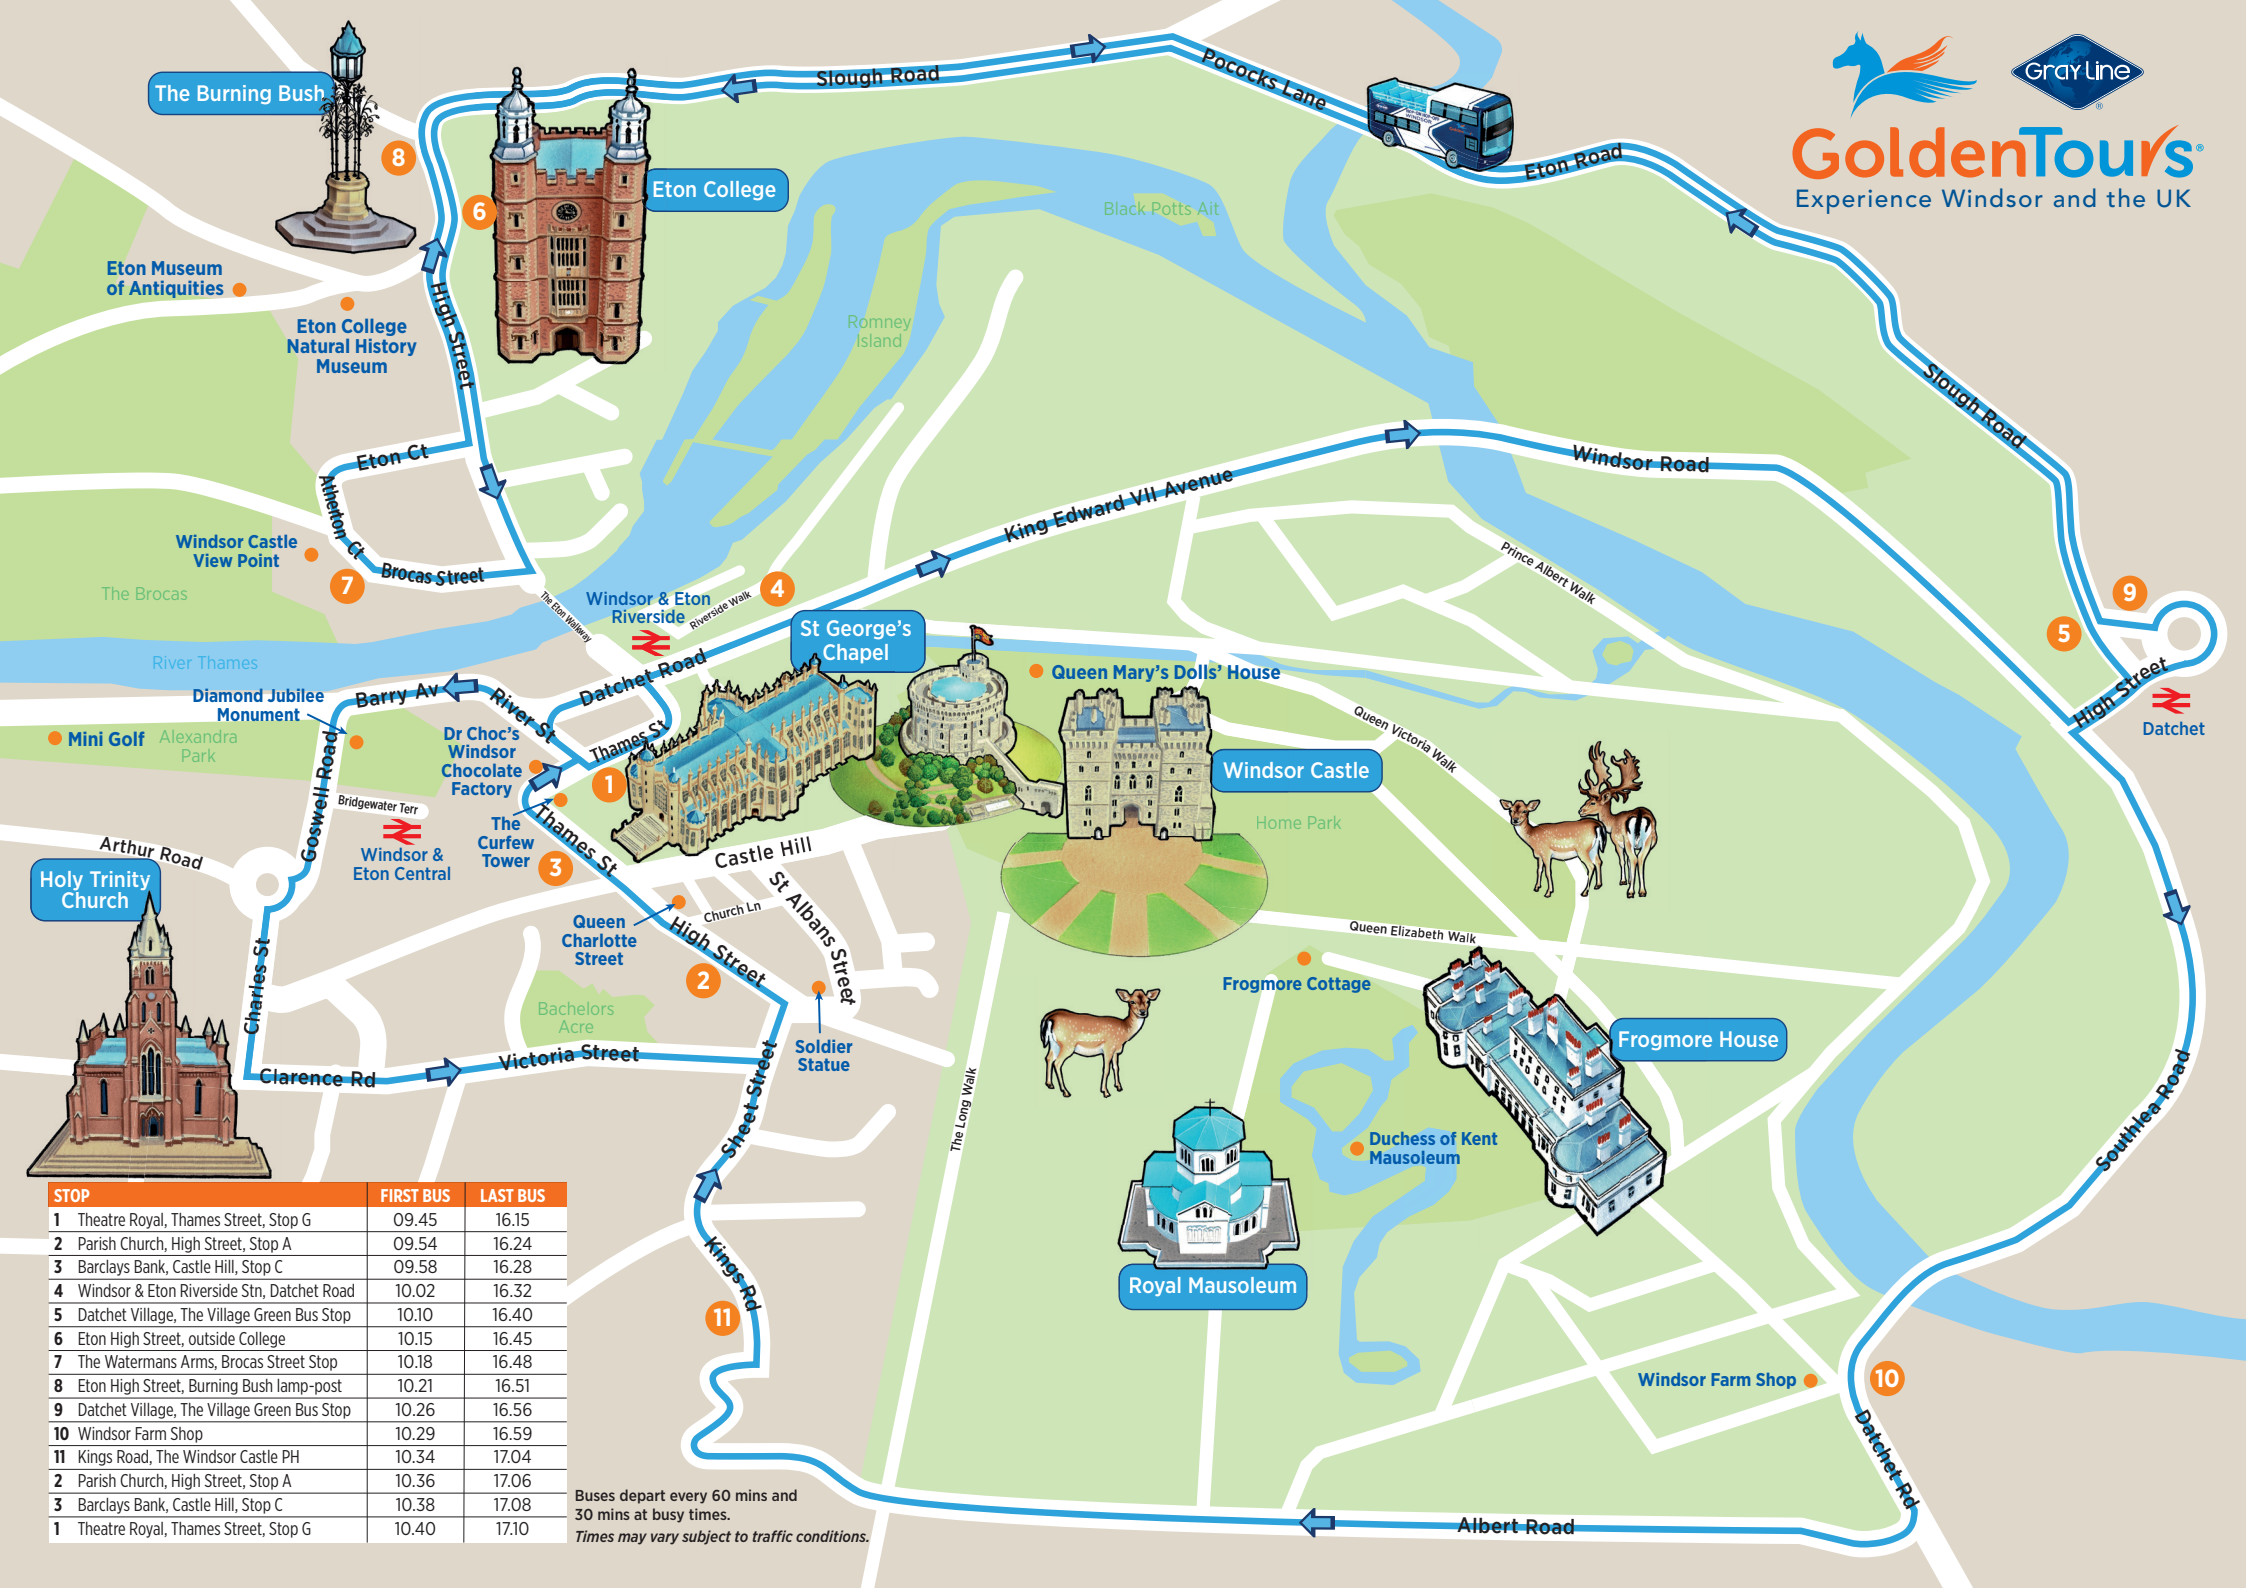 The Burning Bush
8
6
Eton College
Slough Road
Pococks Lane
HOP-ON HOP-OFF
WINDSOR
Eton Road
Gray Line
®
GoldenTours®
Experience Windsor and the UK
Black Potts Ait
Eton Museum
of Antiquities
Eton College
Natural History
Museum
High Street
Romney
Island
Slough Road
Eton Ct
Atherton Ct
Windsor Castle
View Point
7
Brocas Street
The Brocas
The Eton Walkway
King Edward VII Avenue
Windsor Road
Prince Albert Walk
Windsor & Eton
Riverside
Riverside Walk
4
9
5
High Street
Datchet
River Thames
Diamond Jubilee
Monument
Barry Av
River St
Datchet Road
Thames St
St George's
Chapel
Queen Mary's Dolls' House
Mini Golf
Alexandra
Park
Goswell Road
Dr Choc's
Windsor
Chocolate
Factory
1
Windsor Castle
Queen Victoria Walk
Bridgewater Terr
Windsor &
Eton Central
The
Curfew
Tower
Thames St
3
Castle Hill
Home Park
Arthur Road
Holy Trinity
Church
St Albans Street
Church Ln
Queen
Charlotte
Street
High Street
2
Queen Elizabeth Walk
Frogmore Cottage
Charles St
Bachelors
Acre
Soldier
Statue
Frogmore House
Clarence Rd
Victoria Street
Sheet Street
The Long Walk
Duchess of Kent
Mausoleum
Southlea Road
Royal Mausoleum
Kings Rd
11
Windsor Farm Shop
10
Datchet Rd
Albert Road
STOP FIRST BUS LAST BUS
1 Theatre Royal, Thames Street, Stop G 09.45 16.15
2 Parish Church, High Street, Stop A 09.54 16.24
3 Barclays Bank, Castle Hill, Stop C 09.58 16.28
4 Windsor & Eton Riverside Stn, Datchet Road 10.02 16.32
5 Datchet Village, The Village Green Bus Stop 10.10 16.40
6 Eton High Street, outside College 10.15 16.45
7 The Watermans Arms, Brocas Street Stop 10.18 16.48
8 Eton High Street, Burning Bush lamp-post 10.21 16.51
9 Datchet Village, The Village Green Bus Stop 10.26 16.56
10 Windsor Farm Shop 10.29 16.59
11 Kings Road, The Windsor Castle PH 10.34 17.04
2 Parish Church, High Street, Stop A 10.36 17.06
3 Barclays Bank, Castle Hill, Stop C 10.38 17.08
1 Theatre Royal, Thames Street, Stop G 10.40 17.10
Buses depart every 60 mins and
30 mins at busy times.
Times may vary subject to traffic conditions.